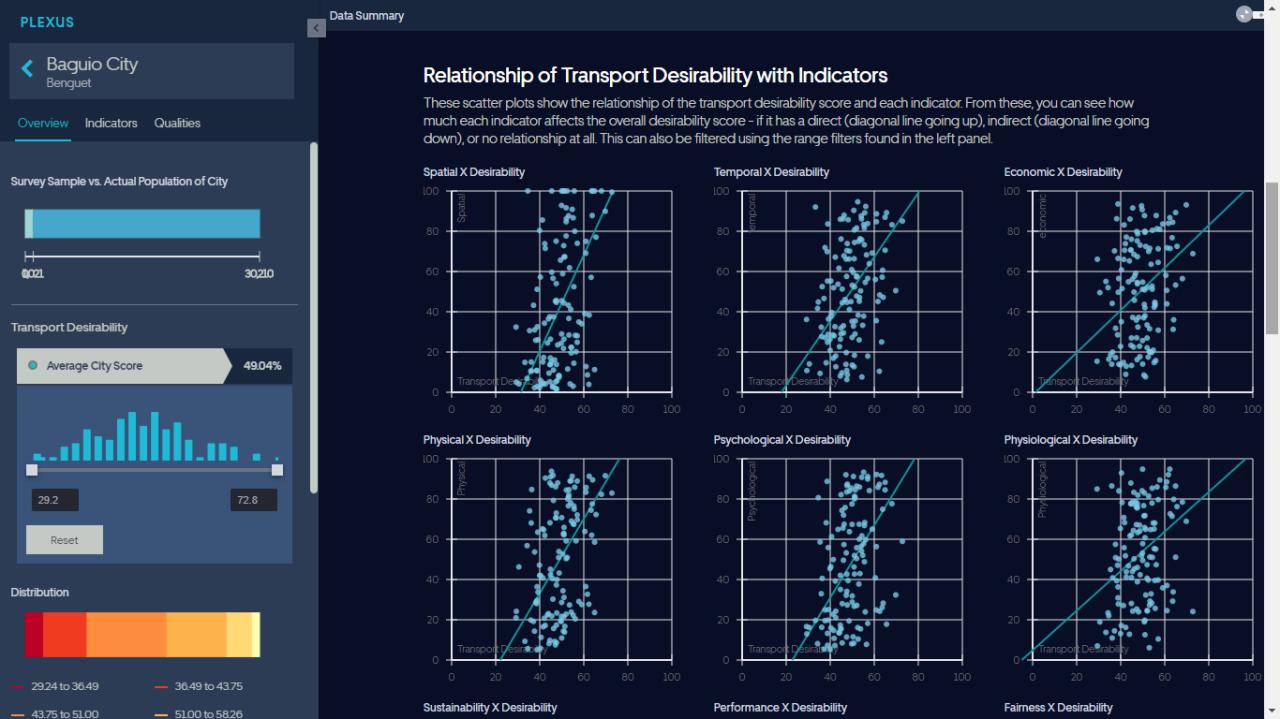 PLEXUS
Baguio City
Benguet
Overview Indicators Qualities
Survey Sample vs. Actual Population of City
30,210
Transport Desirability
Average City Score 49.04%
29.2 72.8
Reset
Distribution
29.24 to 36.49 36.49 to 43.75
43.75 to 51.00 51.00 to 58.26
Data Summary
Relationship of Transport Desirability with Indicators
These scatter plots show the relationship of the transport desirability score and each indicator. From these, you can see how
much each indicator affects the overall desirability score - if it has a direct (diagonal line going up), indirect (diagonal line going
down), or no relationship at all. This can also be filtered using the range filters found in the left panel.
Spatial X Desirability
100
80
60
40
20
0
Spatial
Transport Desirability
0 20 40 60 80 100
Temporal X Desirability
100
80
60
40
20
0
temporal
Transport Desirability
0 20 40 60 80 100
Economic X Desirability
100
80
60
40
20
0
economic
Transport Desirability
0 20 40 60 80 100
Physical X Desirability
100
80
60
40
20
0
Physical
Transport Desirability
0 20 40 60 80 100
Psychological X Desirability
100
80
60
40
20
0
Psychological
Transport Desirability
0 20 40 60 80 100
Physiological X Desirability
100
80
60
40
20
0
Physiological
Transport Desirability
0 20 40 60 80 100
Sustainability X Desirability
Performance X Desirability
Fairness X Desirability